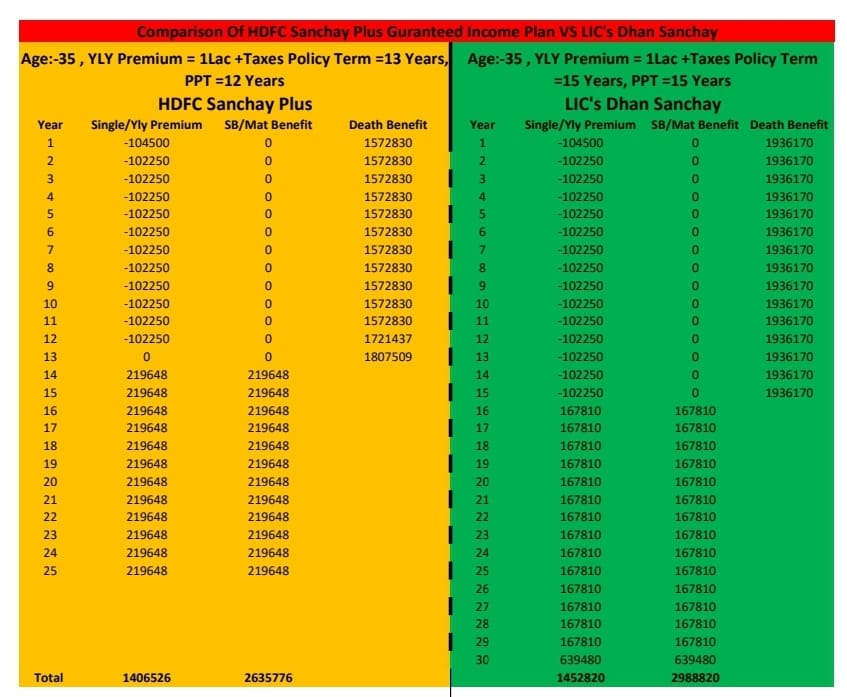 Comparison Of HDFC Sanchay Plus Guranteed Income Plan VS LIC's Dhan Sanchay
Age:-35 , YLY Premium = 1Lac +Taxes Policy Term =13 Years, PPT =12 Years
HDFC Sanchay Plus
Year Single/Yly Premium SB/Mat Benefit Death Benefit
1 -104500 0 1572830
2 -102250 0 1572830
3 -102250 0 1572830
4 -102250 0 1572830
5 -102250 0 1572830
6 -102250 0 1572830
7 -102250 0 1572830
8 -102250 0 1572830
9 -102250 0 1572830
10 -102250 0 1572830
11 -102250 0 1572830
12 -102250 0 1721437
13 0 0 1807509
14 219648 219648
15 219648 219648
16 219648 219648
17 219648 219648
18 219648 219648
19 219648 219648
20 219648 219648
21 219648 219648
22 219648 219648
23 219648 219648
24 219648 219648
25 219648 219648
Total 1406526 2635776
Age:-35 , YLY Premium = 1Lac +Taxes Policy Term =15 Years, PPT =15 Years
LIC's Dhan Sanchay
Year Single/Yly Premium SB/Mat Benefit Death Benefit
1 -104500 0 1936170
2 -102250 0 1936170
3 -102250 0 1936170
4 -102250 0 1936170
5 -102250 0 1936170
6 -102250 0 1936170
7 -102250 0 1936170
8 -102250 0 1936170
9 -102250 0 1936170
10 -102250 0 1936170
11 -102250 0 1936170
12 -102250 0 1936170
13 -102250 0 1936170
14 -102250 0 1936170
15 -102250 0 1936170
16 167810 167810
17 167810 167810
18 167810 167810
19 167810 167810
20 167810 167810
21 167810 167810
22 167810 167810
23 167810 167810
24 167810 167810
25 167810 167810
26 167810 167810
27 167810 167810
28 167810 167810
29 167810 167810
30 639480 639480
1452820 2988820